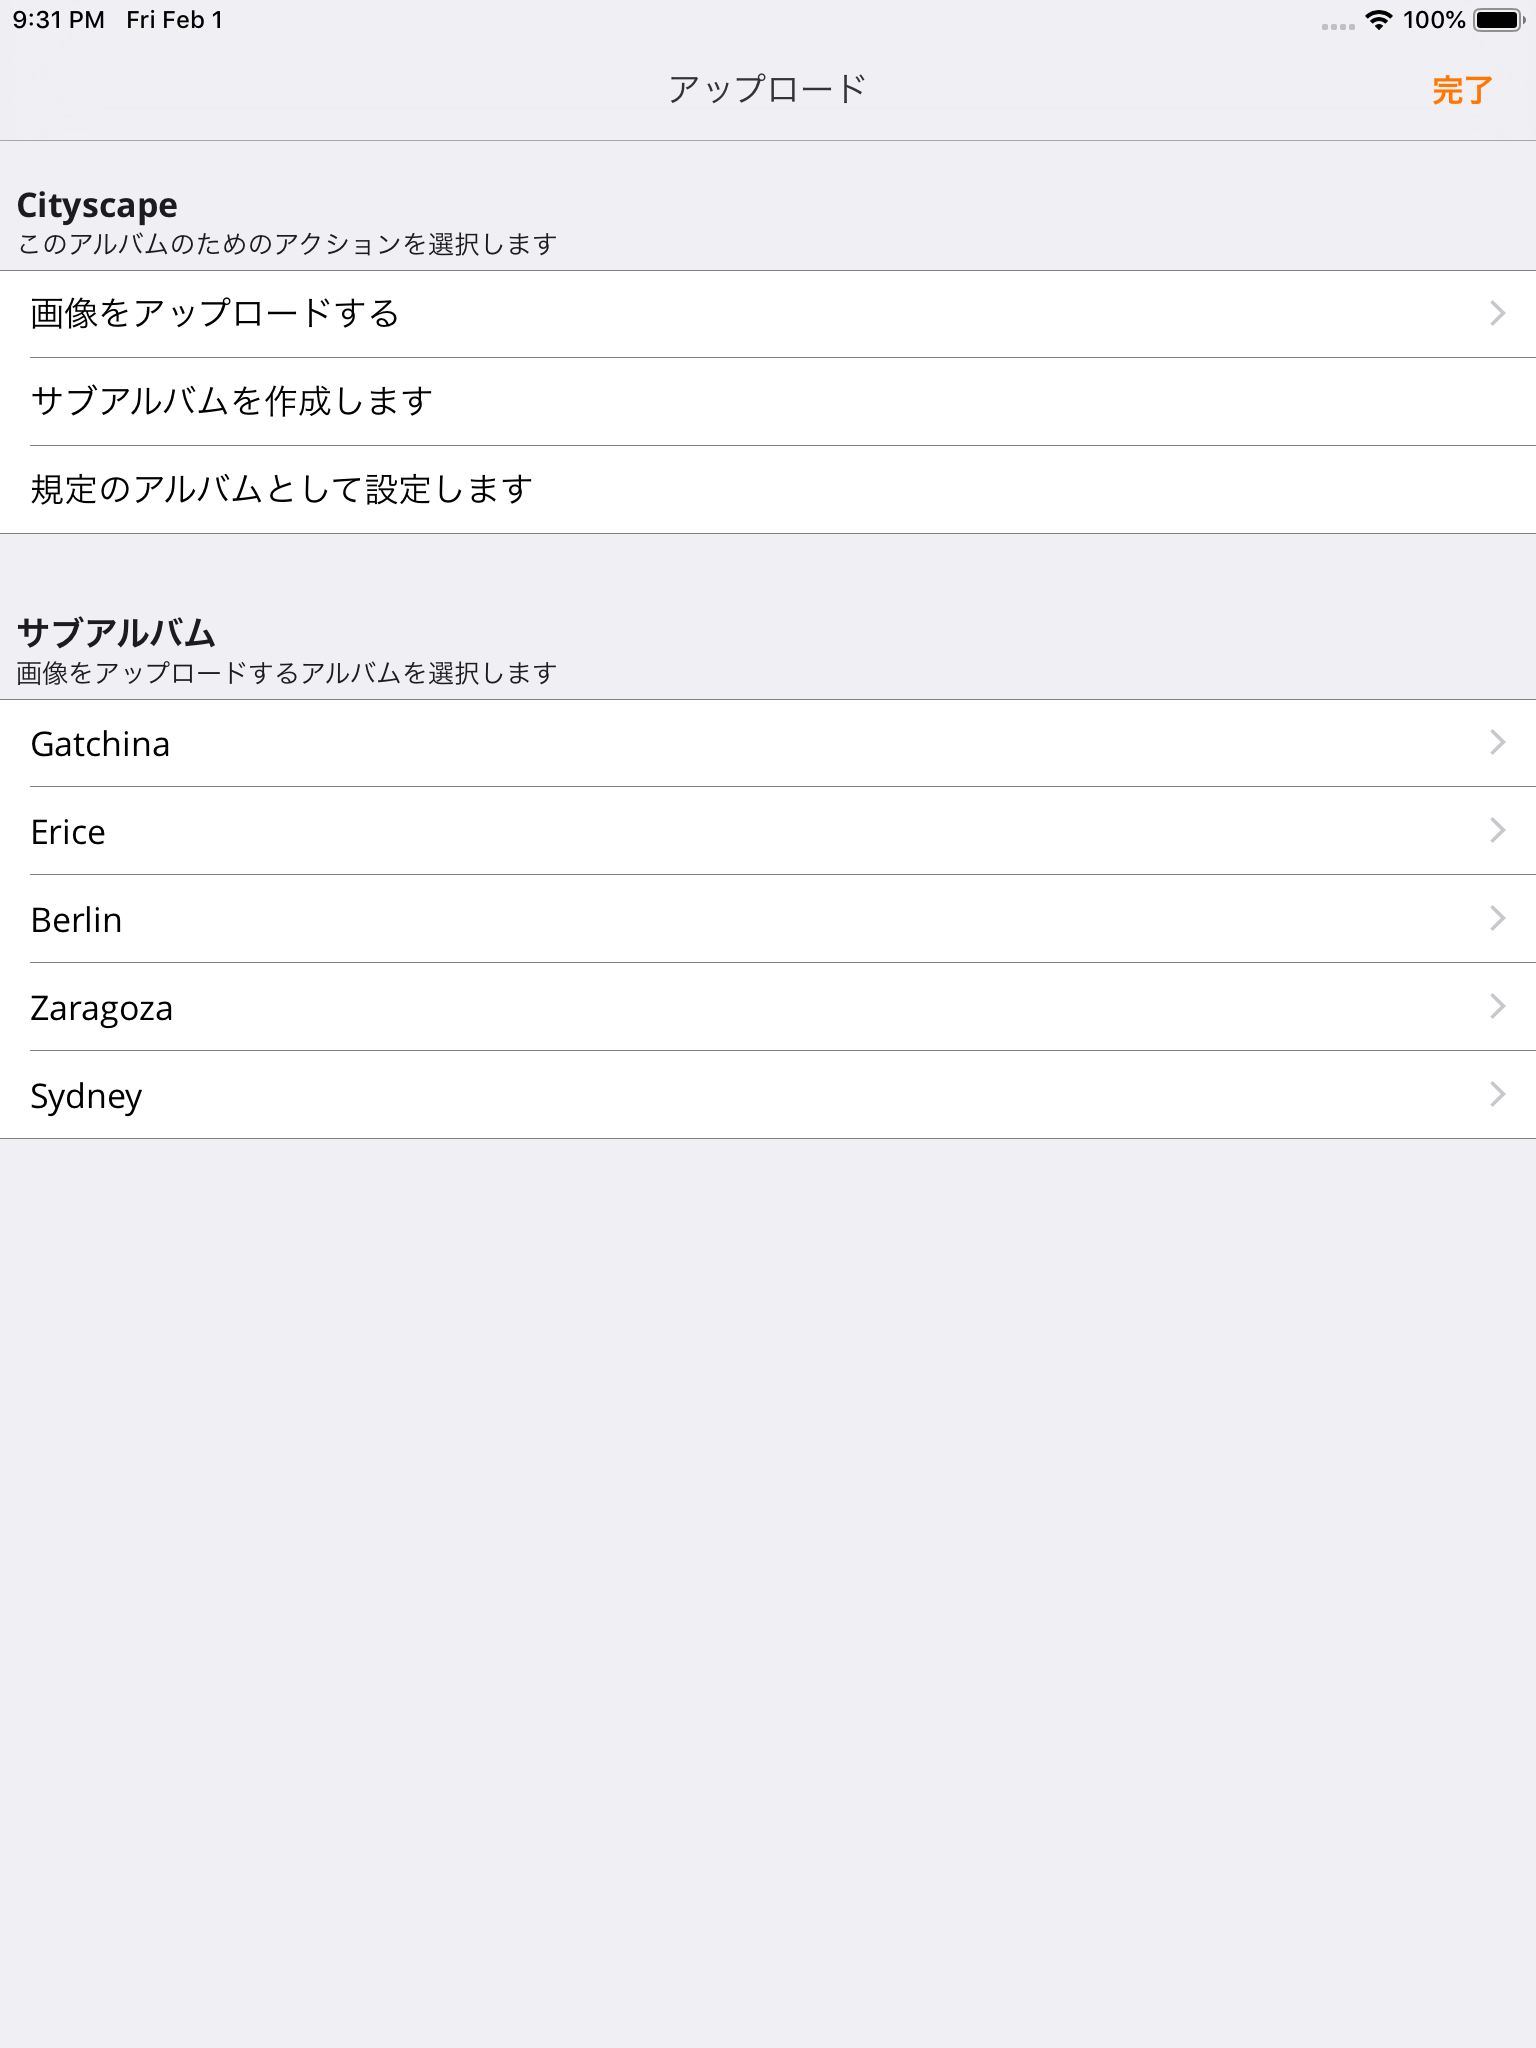 9:31 PM Fri Feb 1 100%
アップロード 完了
Cityscape
このアルバムのためのアクションを選択します
画像をアップロードする
サブアルバムを作成します
規定のアルバムとして設定します
サブアルバム
画像をアップロードするアルバムを選択します
Gatchina
Erice
Berlin
Zaragoza
Sydney